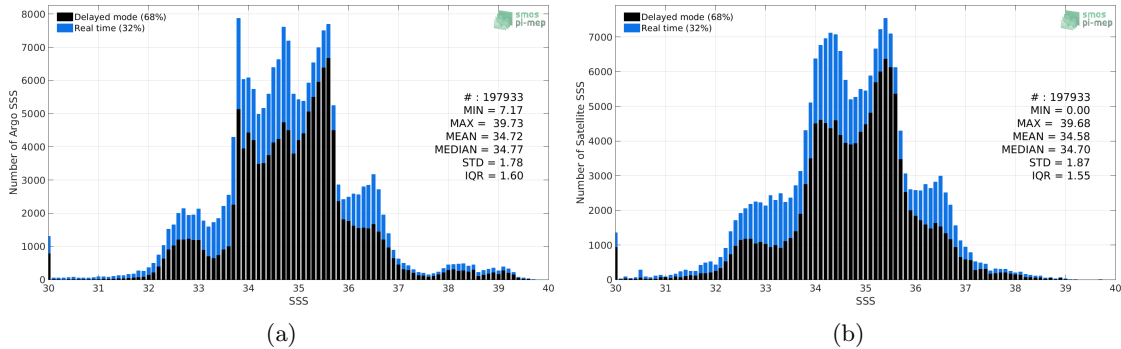 Delayed mode (68%)
Real time (32%)
smos
pi-mep
# : 197933
MIN = 7.17
MAX = 39.73
MEAN = 34.72
MEDIAN = 34.77
STD = 1.78
IQR = 1.60
Number of Argo SSS
8000
7000
6000
5000
4000
3000
2000
1000
0
30 31 32 33 34 35 36 37 38 39 40
SSS
(a)
Delayed mode (68%)
Real time (32%)
smos
pi-mep
# : 197933
MIN = 0.00
MAX = 39.68
MEAN = 34.58
MEDIAN = 34.70
STD = 1.87
IQR = 1.55
Number of Satellite SSS
7000
6000
5000
4000
3000
2000
1000
0
30 31 32 33 34 35 36 37 38 39 40
SSS
(b)